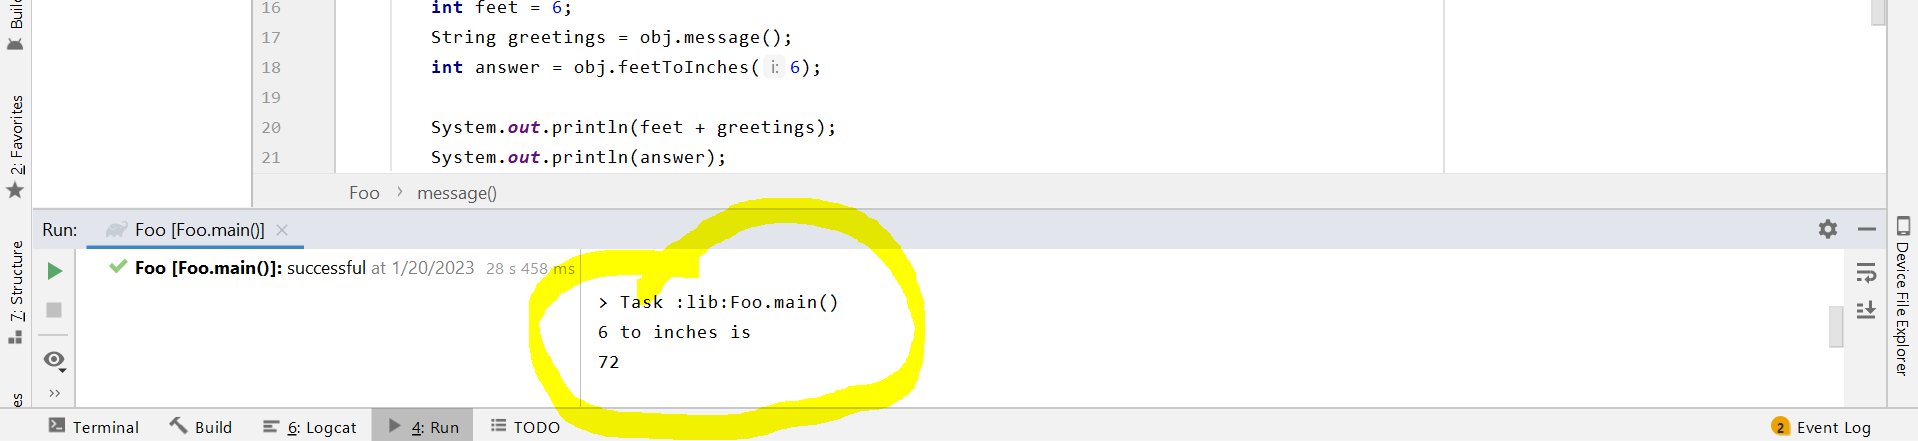 16 int feet = 6;
17 String greetings = obj.message();
18 int answer = obj.feetToInches( i: 6);
19
20 System.out.println(feet + greetings);
21 System.out.println(answer);
Foo > message()
2: Favorites
7: Structure
Run: Foo [Foo.main()] ×
Foo [Foo.main()]: successful at 1/20/2023 28 s 458 ms
> Task :lib:Foo.main()
6 to inches is
72
Device File Explorer
>>
Terminal Build 6: Logcat 4: Run TODO 2 Event Log